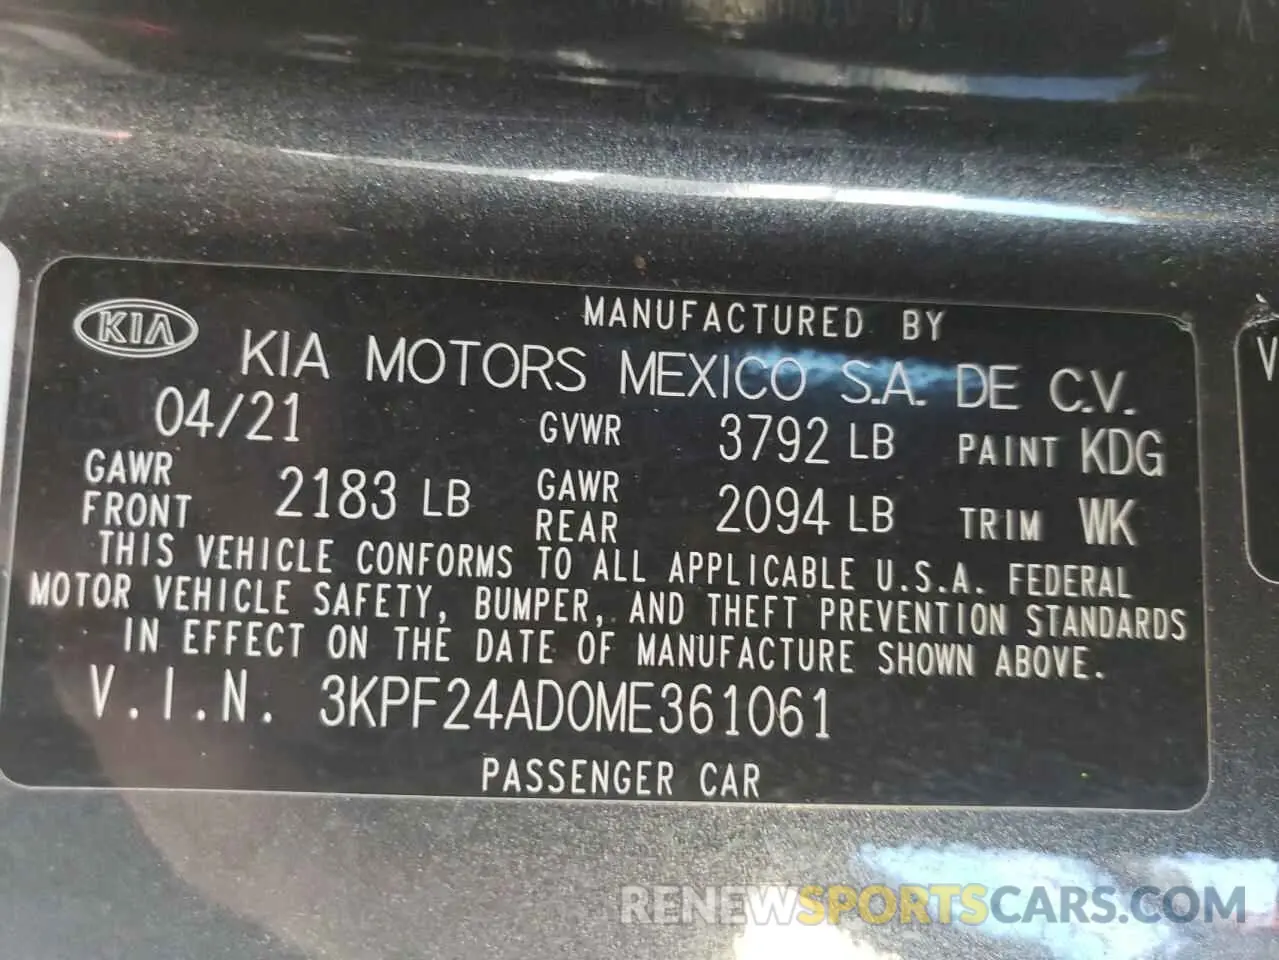 MANUFACTURED BY
KIA KIA MOTORS MEXICO S.A. DE C.V.
04/21 GVWR 3792 LB PAINT KDG
GAWR FRONT 2183 LB GAWR REAR 2094 LB TRIM WK
THIS VEHICLE CONFORMS TO ALL APPLICABLE U.S.A. FEDERAL
MOTOR VEHICLE SAFETY, BUMPER, AND THEFT PREVENTION STANDARDS
IN EFFECT ON THE DATE OF MANUFACTURE SHOWN ABOVE.
V.I.N. 3KPF24AD0ME361061
PASSENGER CAR
RENEWSPORTSCARS.COM